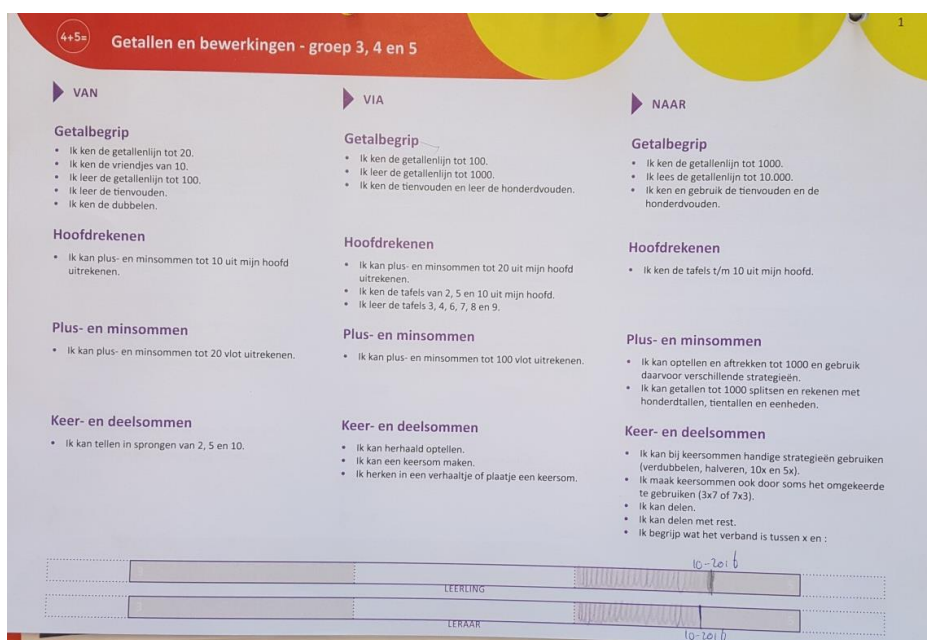 1
4+5=
Getallen en bewerkingen - groep 3, 4 en 5
VAN
Getalbegrip
• Ik ken de getallenlijn tot 20.
• Ik ken de vriendjes van 10.
• Ik leer de getallenlijn tot 100.
• Ik leer de tienvouden.
• Ik ken de dubbelen.
Hoofdrekenen
• Ik kan plus- en minsommen tot 10 uit mijn hoofd
uitrekenen.
Plus- en minsommen
• Ik kan plus- en minsommen tot 20 vlot uitrekenen.
Keer- en deelsommen
• Ik kan tellen in sprongen van 2, 5 en 10.
VIA
Getalbegrip
• Ik ken de getallenlijn tot 100.
• Ik leer de getallenlijn tot 1000.
• Ik ken de tienvouden en leer de honderdvouden.
Hoofdrekenen
• Ik kan plus- en minsommen tot 20 uit mijn hoofd
uitrekenen.
• Ik ken de tafels van 2, 5 en 10 uit mijn hoofd.
• Ik leer de tafels 3, 4, 6, 7, 8 en 9.
Plus- en minsommen
• Ik kan plus- en minsommen tot 100 vlot uitrekenen.
Keer- en deelsommen
• Ik kan herhaald optellen.
• Ik kan een keersom maken.
• Ik herken in een verhaaltje of plaatje een keersom.
NAAR
Getalbegrip
• Ik ken de getallenlijn tot 1000.
• Ik lees de getallenlijn tot 10.000.
• Ik ken en gebruik de tienvouden en de
honderdvouden.
Hoofdrekenen
• Ik ken de tafels t/m 10 uit mijn hoofd.
Plus- en minsommen
• Ik kan optellen en aftrekken tot 1000 en gebruik
daarvoor verschillende strategieën.
• Ik kan getallen tot 1000 splitsen en rekenen met
honderdtallen, tientallen en eenheden.
Keer- en deelsommen
• Ik kan bij keersommen handige strategieën gebruiken
(verdubbelen, halveren, 10x en 5x).
• Ik maak keersommen ook door soms het omgekeerde
te gebruiken (3x7 of 7x3).
• Ik kan delen.
• Ik kan delen met rest.
• Ik begrijp wat het verband is tussen x en :
10-2016
LEERLING
LERAAR
10-2016